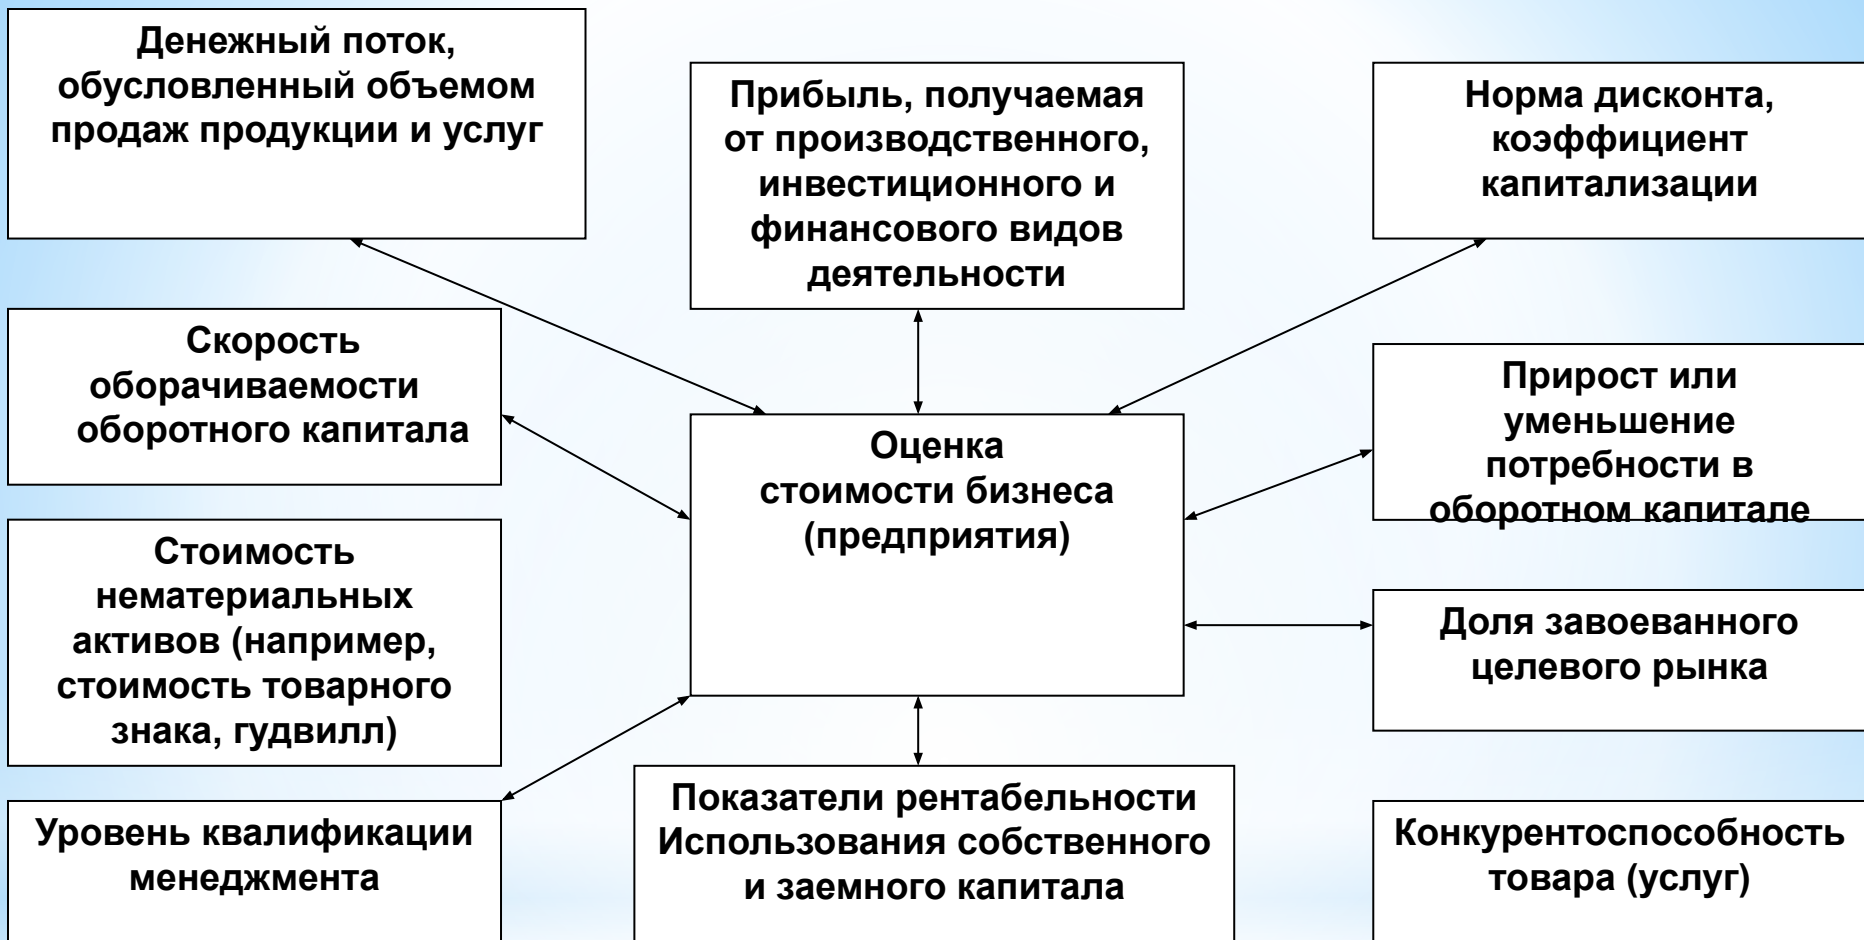 Денежный поток,
обусловленный объемом
продаж продукции и услуг
Прибыль, получаемая
от производственного,
инвестиционного и
финансового видов
деятельности
Норма дисконта,
коэффициент
капитализации
Скорость
оборачиваемости
оборотного капитала
Оценка
стоимости бизнеса
(предприятия)
Прирост или
уменьшение
потребности в
оборотном капитале
Стоимость
нематериальных
активов (например,
стоимость товарного
знака, гудвилл)
Доля завоеванного
целевого рынка
Уровень квалификации
менеджмента
Показатели рентабельности
Использования собственного
и заемного капитала
Конкурентоспособность
товара (услуг)